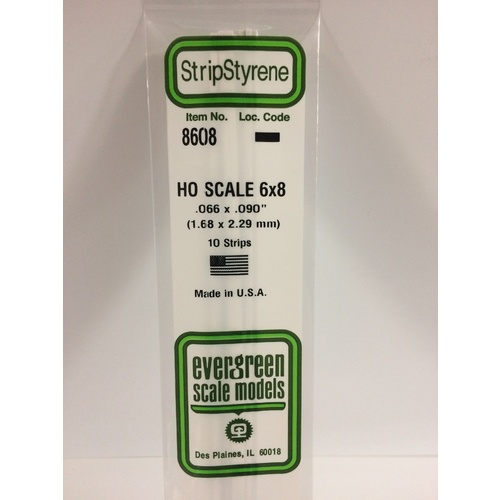 StripStyrene
Item No. Loc. Code
8608
HO SCALE 6x8
.066 x .090"
(1.68 x 2.29 mm)
10 Strips
Made in U.S.A.
evergreen
scale models
Des Plaines, IL 60018